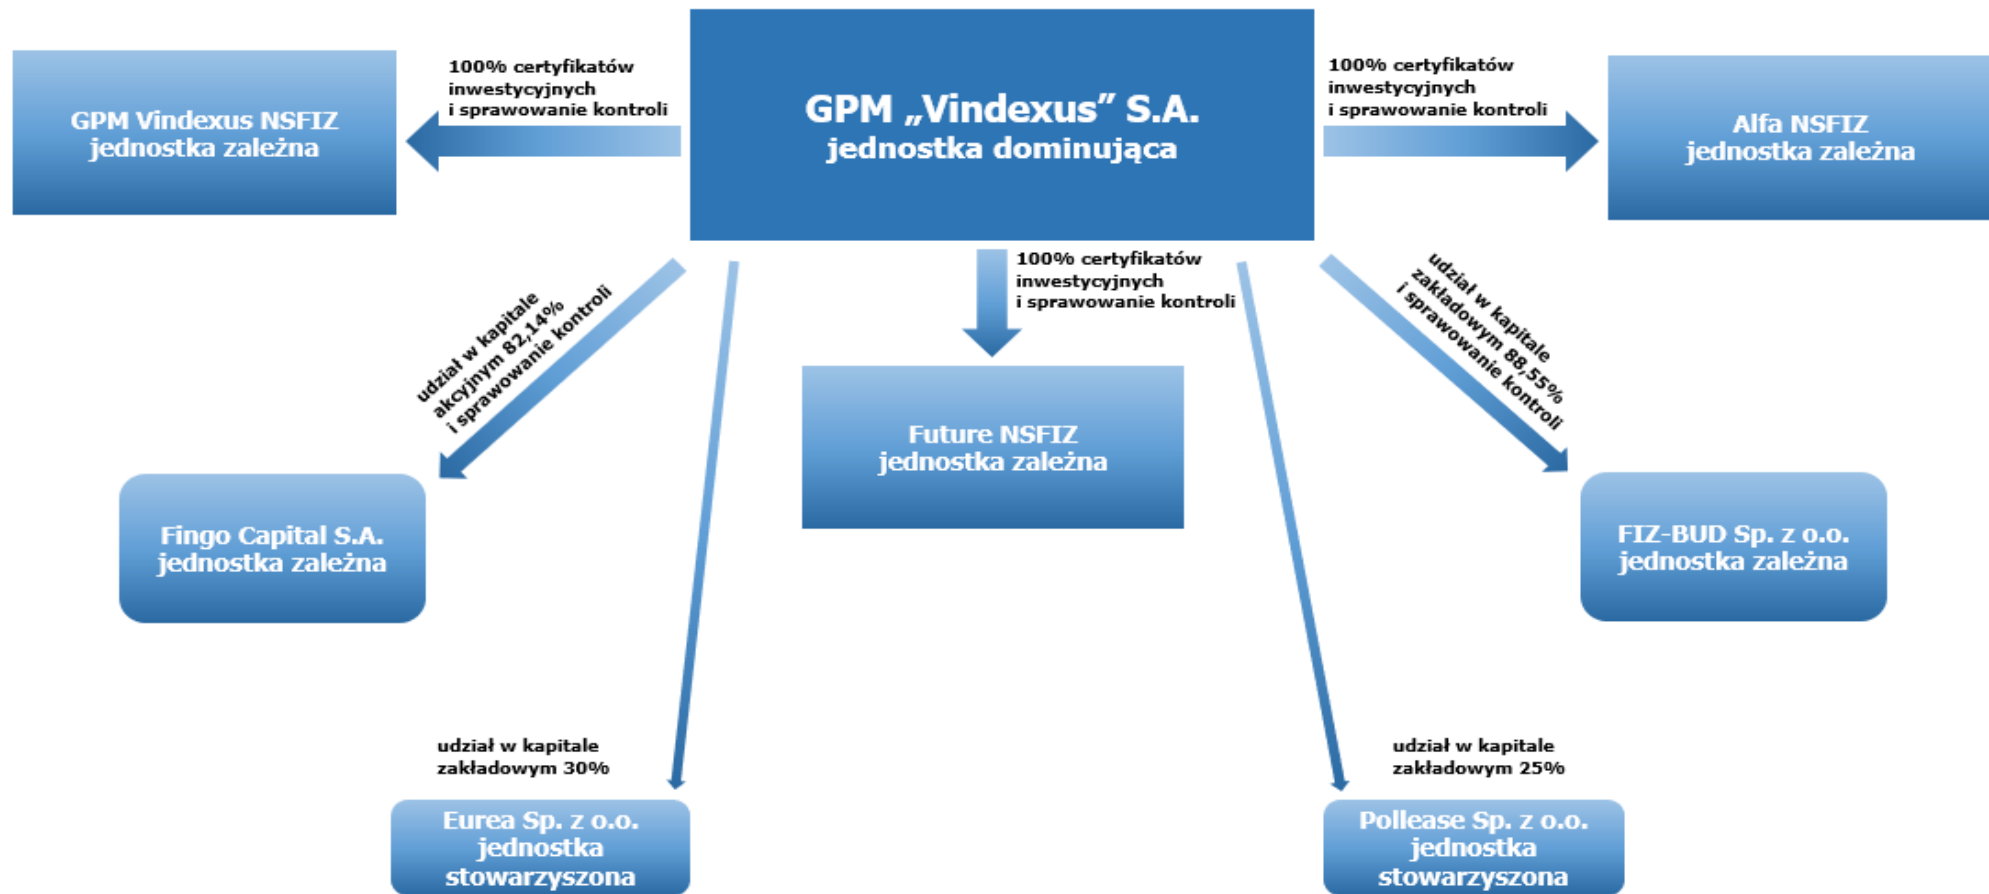 GPM „Vindexus” S.A.
jednostka dominująca
100% certyfikatów
inwestycyjnych
i sprawowanie kontroli
GPM Vindexus NSFIZ
jednostka zależna
100% certyfikatów
inwestycyjnych
i sprawowanie kontroli
Alfa NSFIZ
jednostka zależna
udział w kapitale
akcyjnym 82,14%
i sprawowanie kontroli
Fingo Capital S.A.
jednostka zależna
100% certyfikatów
inwestycyjnych
i sprawowanie kontroli
Future NSFIZ
jednostka zależna
udział w kapitale
zakładowym 88,55%
i sprawowanie kontroli
FIZ-BUD Sp. z o.o.
jednostka zależna
udział w kapitale
zakładowym 30%
Eurea Sp. z o.o.
jednostka
stowarzyszona
udział w kapitale
zakładowym 25%
Pollease Sp. z o.o.
jednostka
stowarzyszona